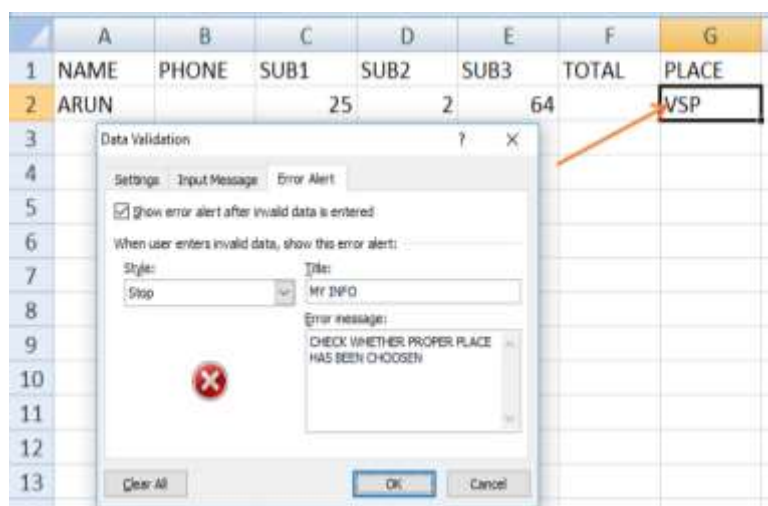 A B C D E F G
1 NAME PHONE SUB1 SUB2 SUB3 TOTAL PLACE
2 ARUN 25 2 64 VSP
3
Data Validation ? ×
4
Settings Input Message Error Alert
5
Show error alert after invalid data is entered
6
When user enters invalid data, show this error alert:
7
Style: Title:
Stop MY INFO
8
Error message:
9
CHECK WHETHER PROPER PLACE
HAS BEEN CHOOSEN
10
11
12
13
Clear All OK Cancel